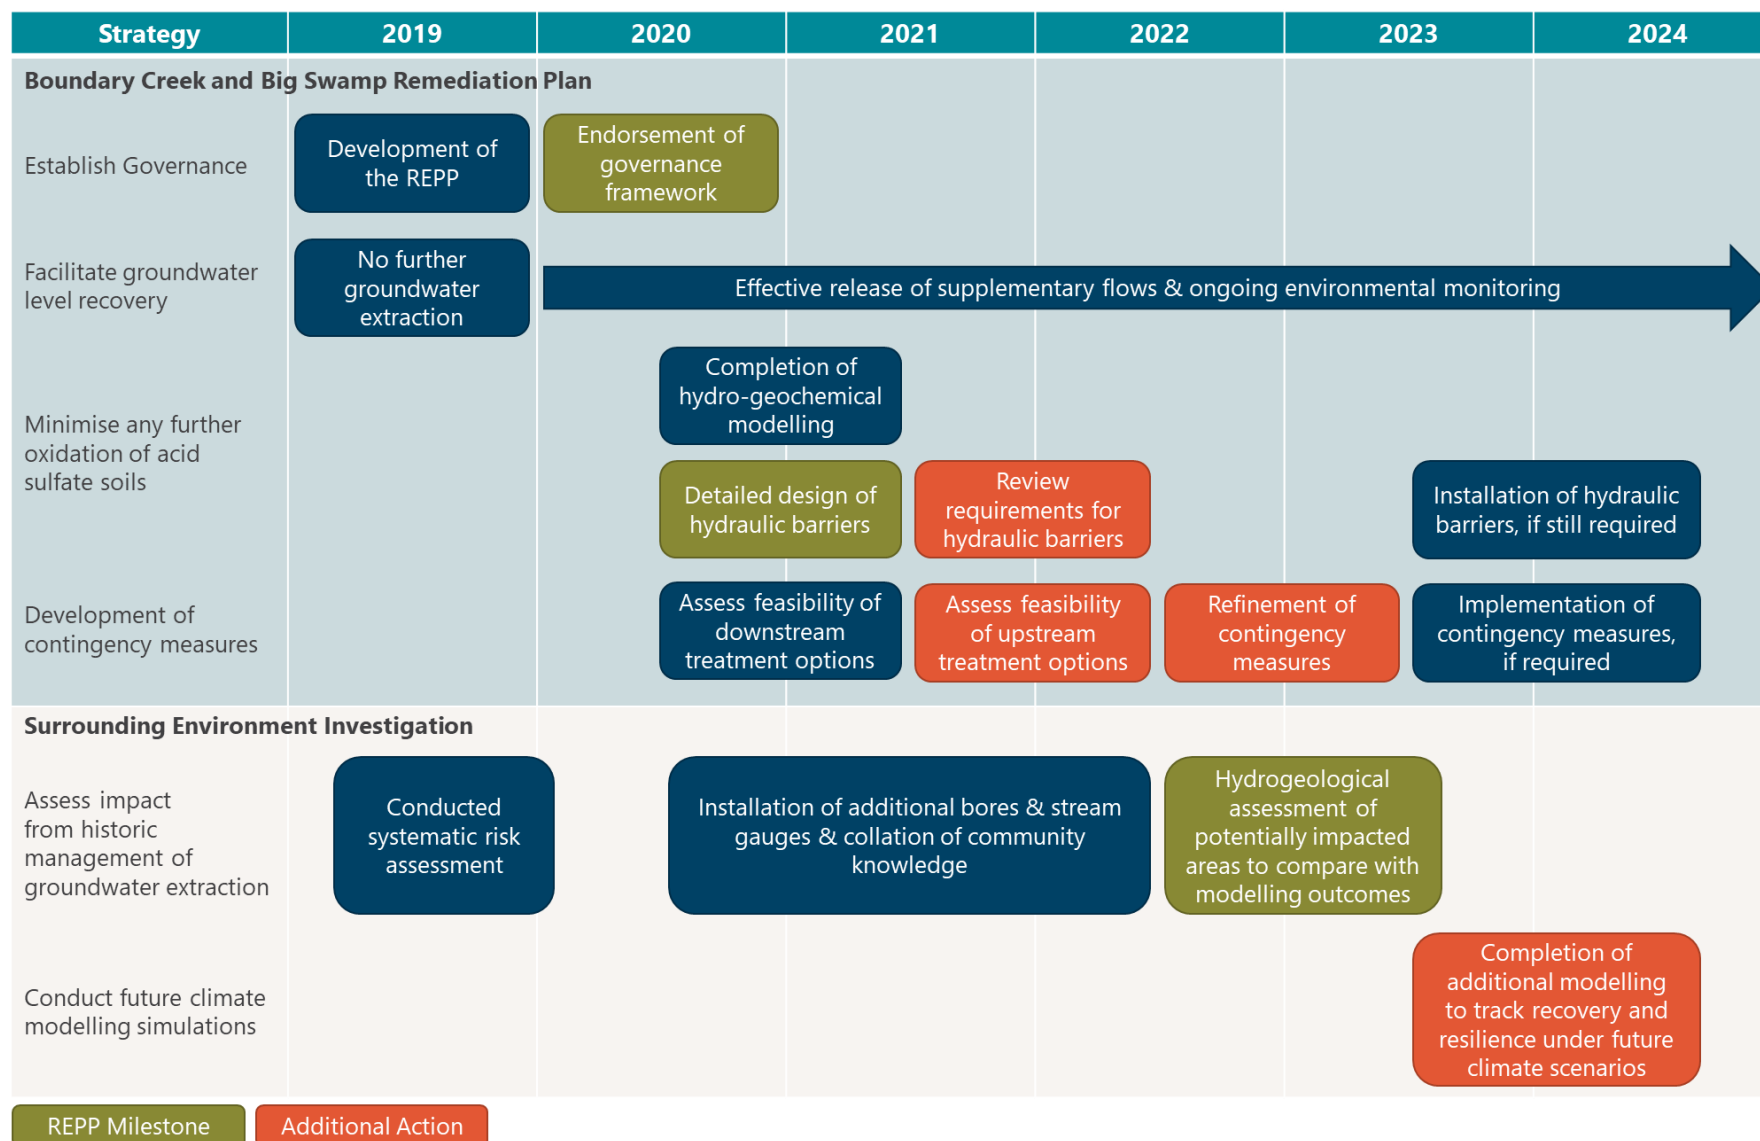 Strategy 2019 2020 2021 2022 2023 2024
Boundary Creek and Big Swamp Remediation Plan
Establish Governance
Development of
the REPP
Endorsement of
governance
framework
Facilitate groundwater
level recovery
No further
groundwater
extraction
Effective release of supplementary flows & ongoing environmental monitoring
Minimise any further
oxidation of acid
sulfate soils
Completion of
hydro-geochemical
modelling
Detailed design of
hydraulic barriers
Review
requirements for
hydraulic barriers
Installation of hydraulic
barriers, if still required
Development of
contingency measures
Assess feasibility of
downstream
treatment options
Assess feasibility
of upstream
treatment options
Refinement of
contingency
measures
Implementation of
contingency measures,
if required
Surrounding Environment Investigation
Assess impact
from historic
management of
groundwater extraction
Conducted
systematic risk
assessment
Installation of additional bores & stream
gauges & collation of community
knowledge
Hydrogeological
assessment of
potentially impacted
areas to compare with
modelling outcomes
Conduct future climate
modelling simulations
Completion of
additional modelling
to track recovery and
resilience under future
climate scenarios
REPP Milestone
Additional Action